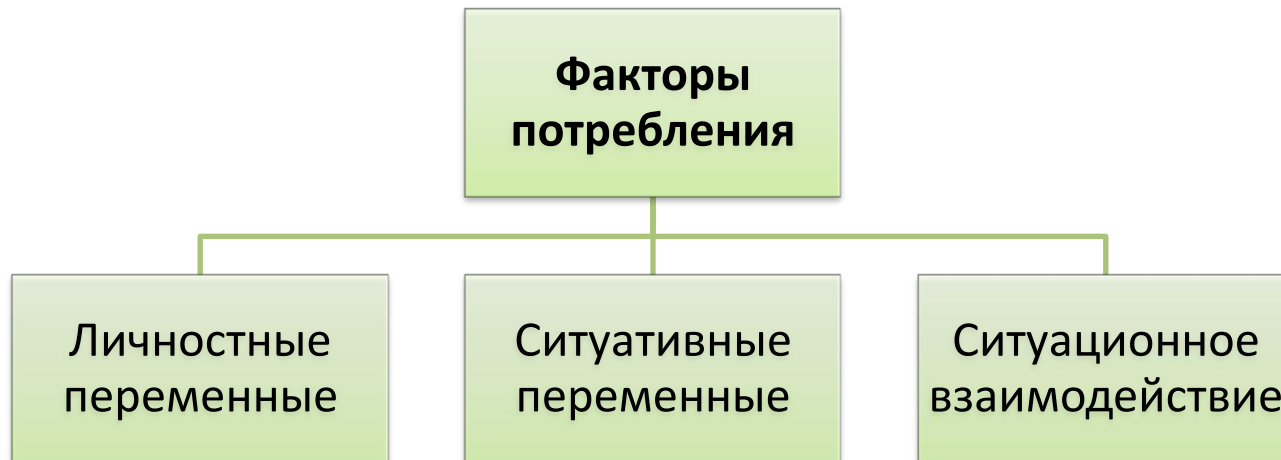 Факторы
потребления
Личностные
переменные
Ситуативные
переменные
Ситуационное
взаимодействие